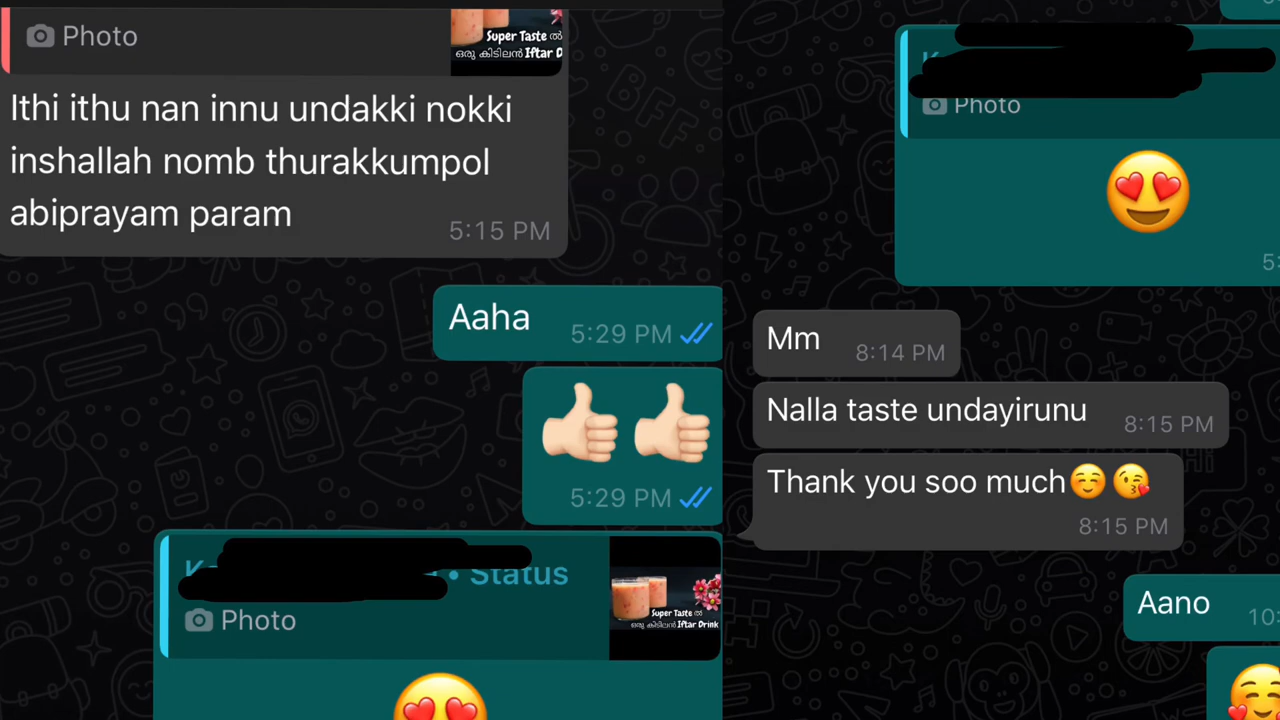 Photo
Super Taste ൽ
ഒരു കിടിലൻ Iftar D
Ithi ithu nan innu undakki nokki
inshallah nomb thurakkumpol
abiprayam param
5:15 PM
Aaha
5:29 PM
5:29 PM
• Status
Photo
Super Taste ൽ
ഒരു കിടിലൻ Iftar Drink
Photo
5:
Mm
8:14 PM
Nalla taste undayirunu
8:15 PM
Thank you soo much☺️😘
8:15 PM
Aano
10: